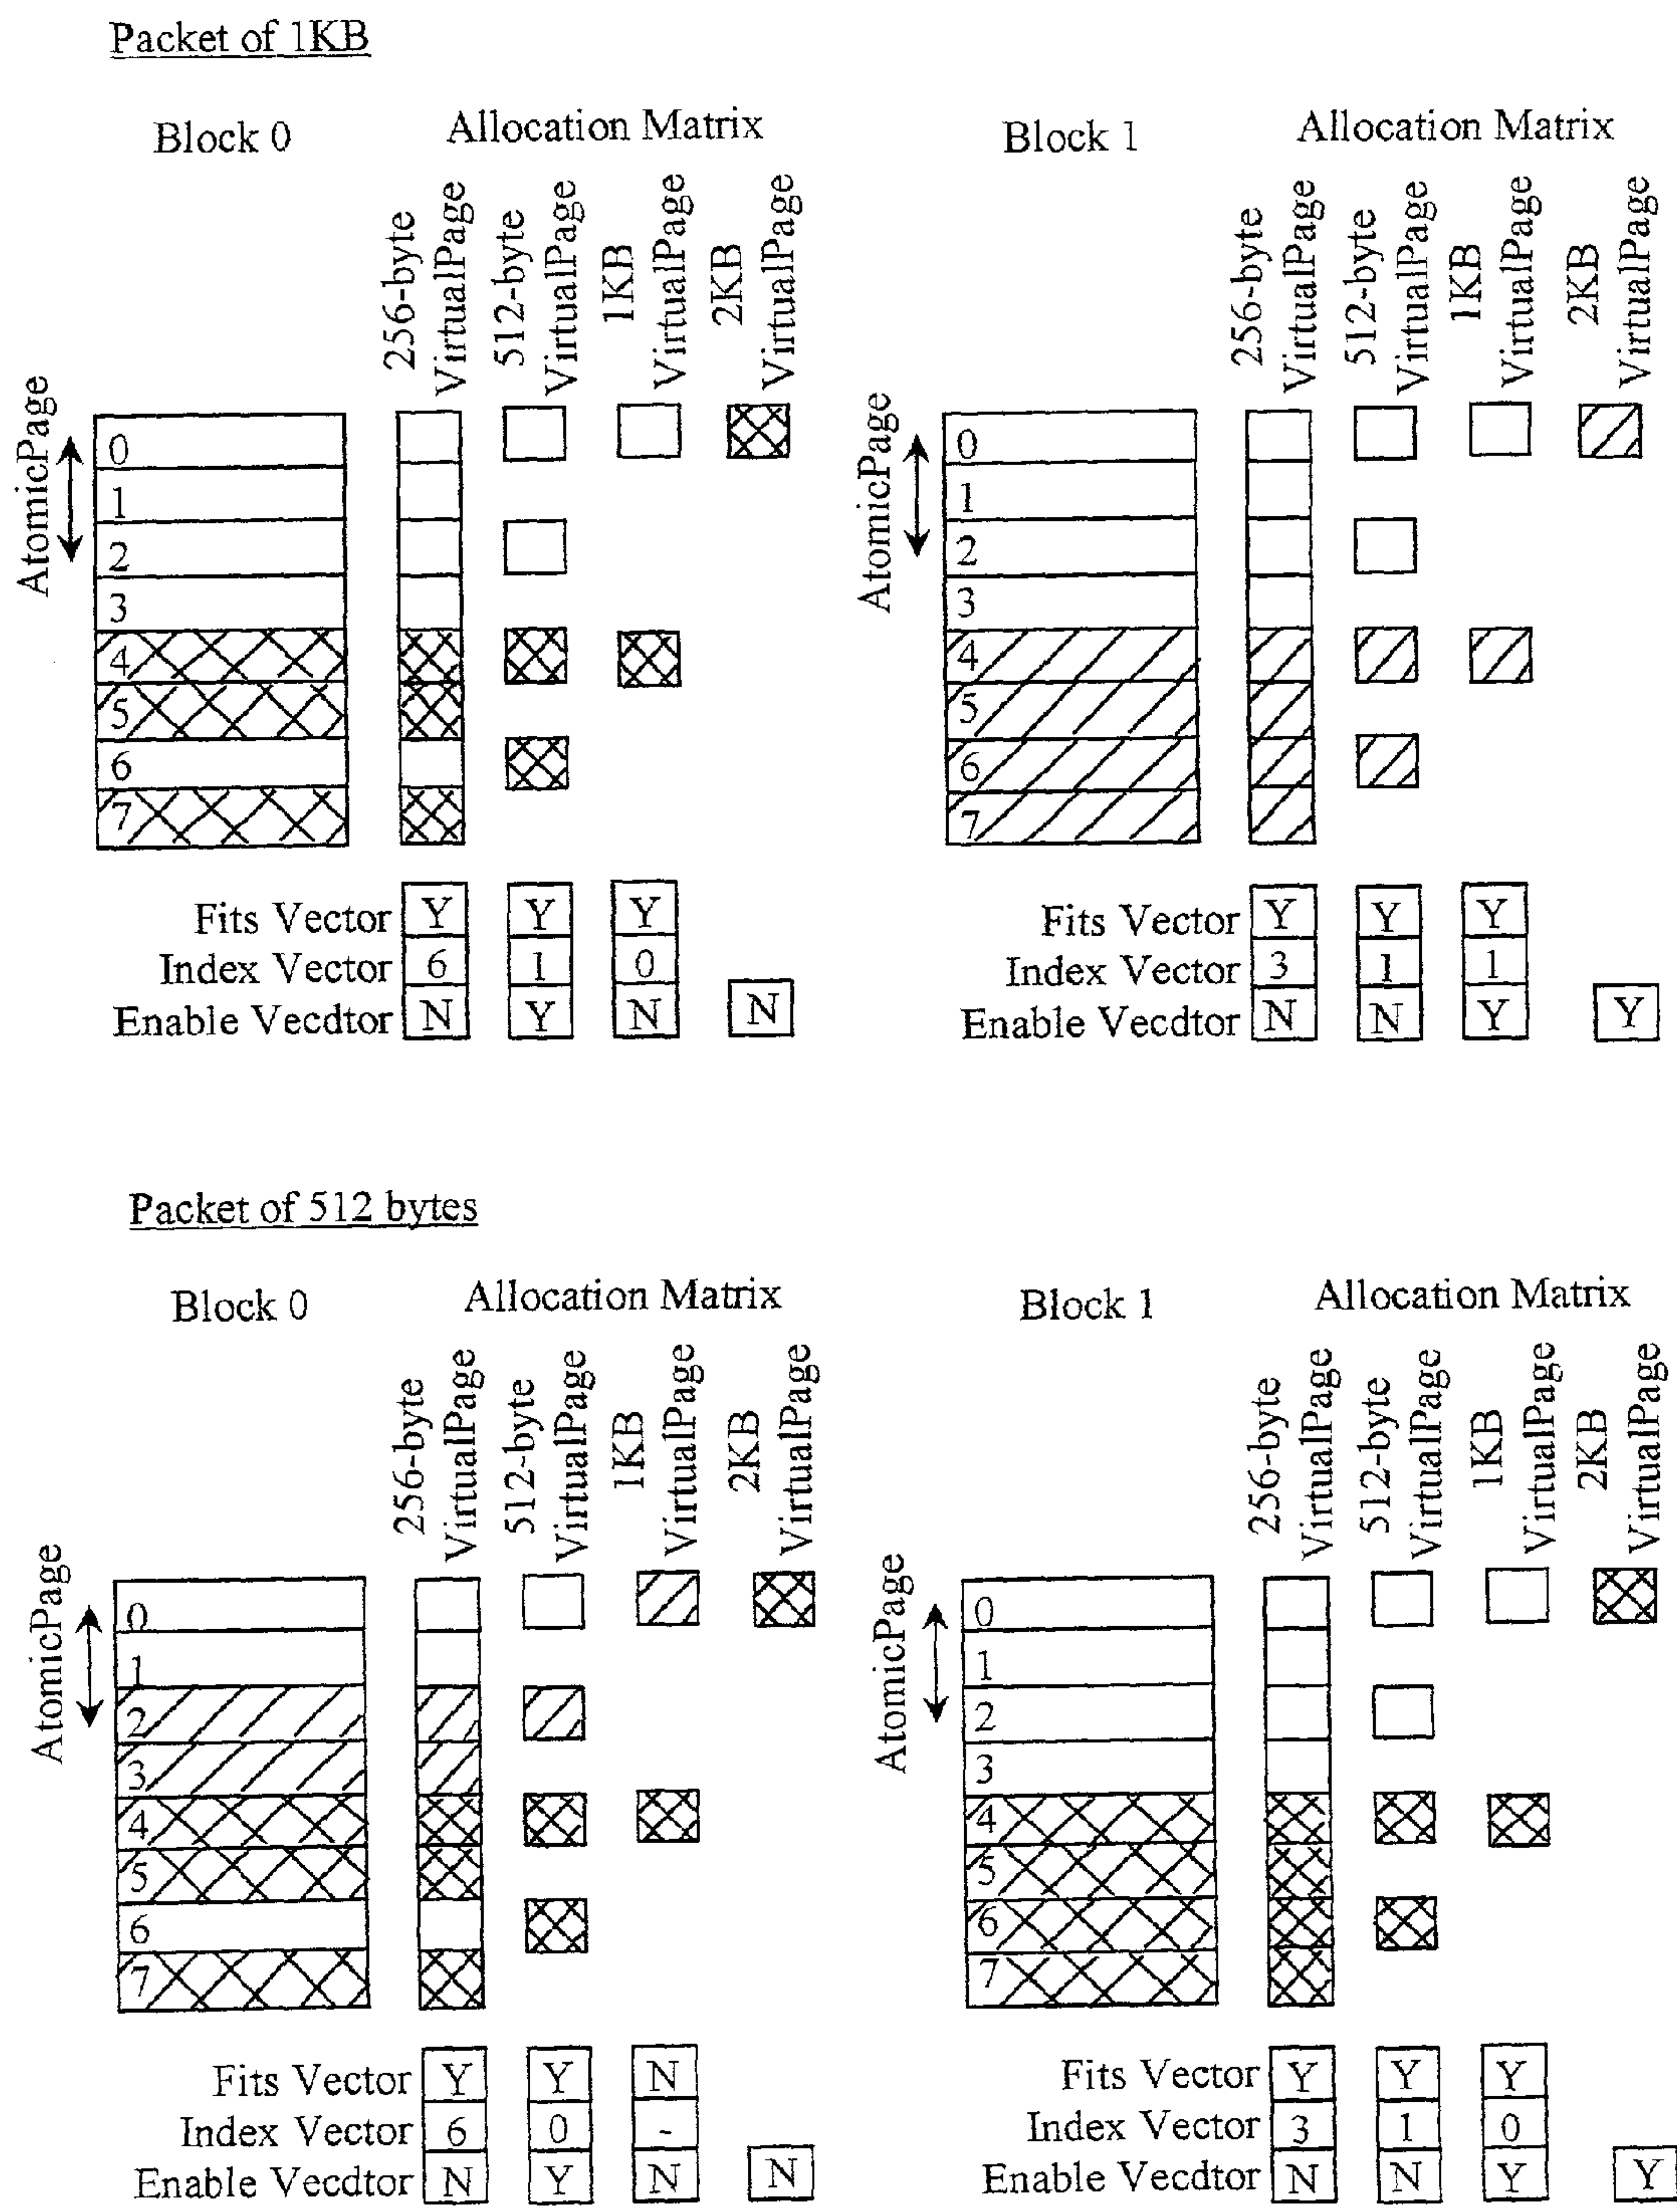 Packet of 1KB
Block 0
Allocation Matrix
Block 1
Allocation Matrix
256-byte
VirtualPage
512-byte
VirtualPage
1KB
VirtualPage
2KB
VirtualPage
256-byte
VirtualPage
512-byte
VirtualPage
1KB
VirtualPage
2KB
VirtualPage
AtomicPage
0
1
2
3
4
5
6
7
AtomicPage
0
1
2
3
4
5
6
7
Fits Vector Y Y Y
Index Vector 6 1 0
Enable Vecdtor N Y N N
Fits Vector Y Y Y
Index Vector 3 1 1
Enable Vecdtor N N Y Y
Packet of 512 bytes
Block 0
Allocation Matrix
Block 1
Allocation Matrix
256-byte
VirtualPage
512-byte
VirtualPage
1KB
VirtualPage
2KB
VirtualPage
256-byte
VirtualPage
512-byte
VirtualPage
1KB
VirtualPage
2KB
VirtualPage
AtomicPage
0
1
2
3
4
5
6
7
AtomicPage
0
1
2
3
4
5
6
7
Fits Vector Y Y N
Index Vector 6 0 -
Enable Vecdtor N Y N N
Fits Vector Y Y Y
Index Vector 3 1 0
Enable Vecdtor N N Y Y